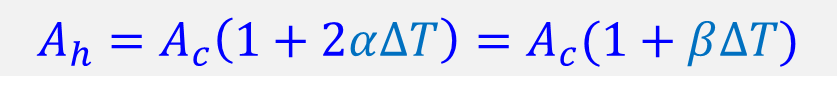 A_h = A_c(1 + 2αΔT) = A_c(1 + βΔT)